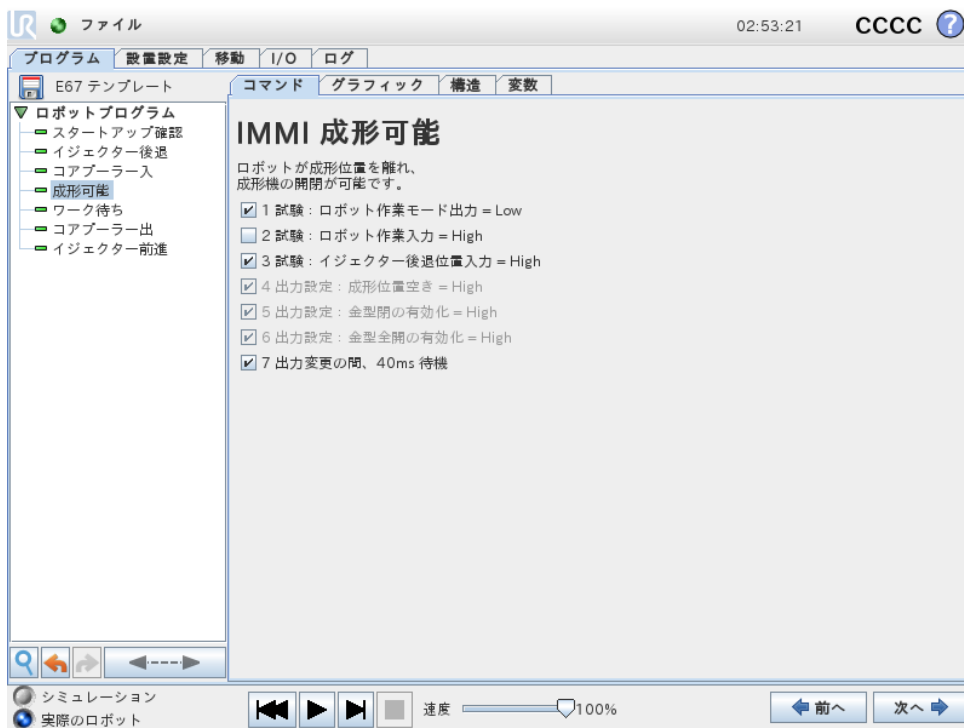 UR ファイル 02:53:21 CCCC ?
プログラム 設置設定 移動 I/O ログ
E67 テンプレート
コマンド グラフィック 構造 変数
ロボットプログラム
スタートアップ確認
イジェクター後退
コアプーラー入
成形可能
ワーク待ち
コアプーラー出
イジェクター前進
IMMI 成形可能
ロボットが成形位置を離れ、
成形機の開閉が可能です。
1 試験：ロボット作業モード出力 = Low
2 試験：ロボット作業入力 = High
3 試験：イジェクター後退位置入力 = High
4 出力設定：成形位置空き = High
5 出力設定：金型閉の有効化 = High
6 出力設定：金型全開の有効化 = High
7 出力変更の間、40ms 待機
シミュレーション
実際のロボット
速度 100%
前へ 次へ